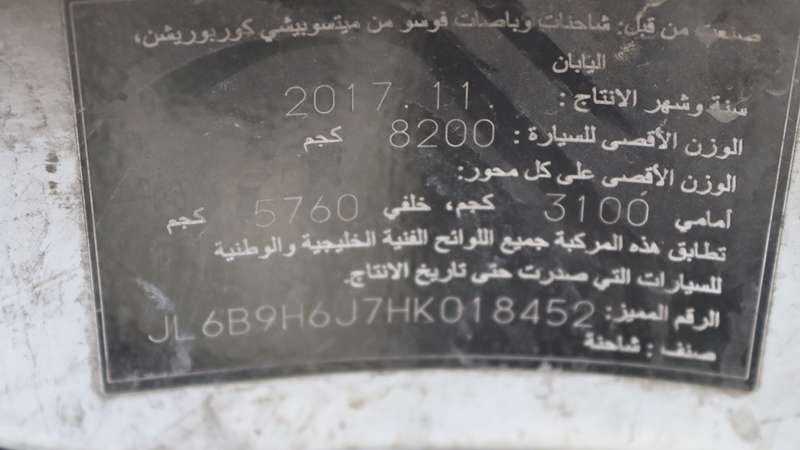 صنعت من قبل: شاحنات وباصات فوسو من ميتسوبيشي كوربوريشن،
اليابان
سنة وشهر الانتاج : 2017.11.
الوزن الأقصى للسيارة : 8200 كجم
الوزن الأقصى على كل محور:
امامي 3100 كجم، خلفي 5760 كجم
تطابق هذه المركبة جميع اللوائح الفنية الخليجية والوطنية
للسيارات التي صدرت حتى تاريخ الانتاج.
الرقم المميز: JL6B9H6J7HK018452
صنف : شاحنة